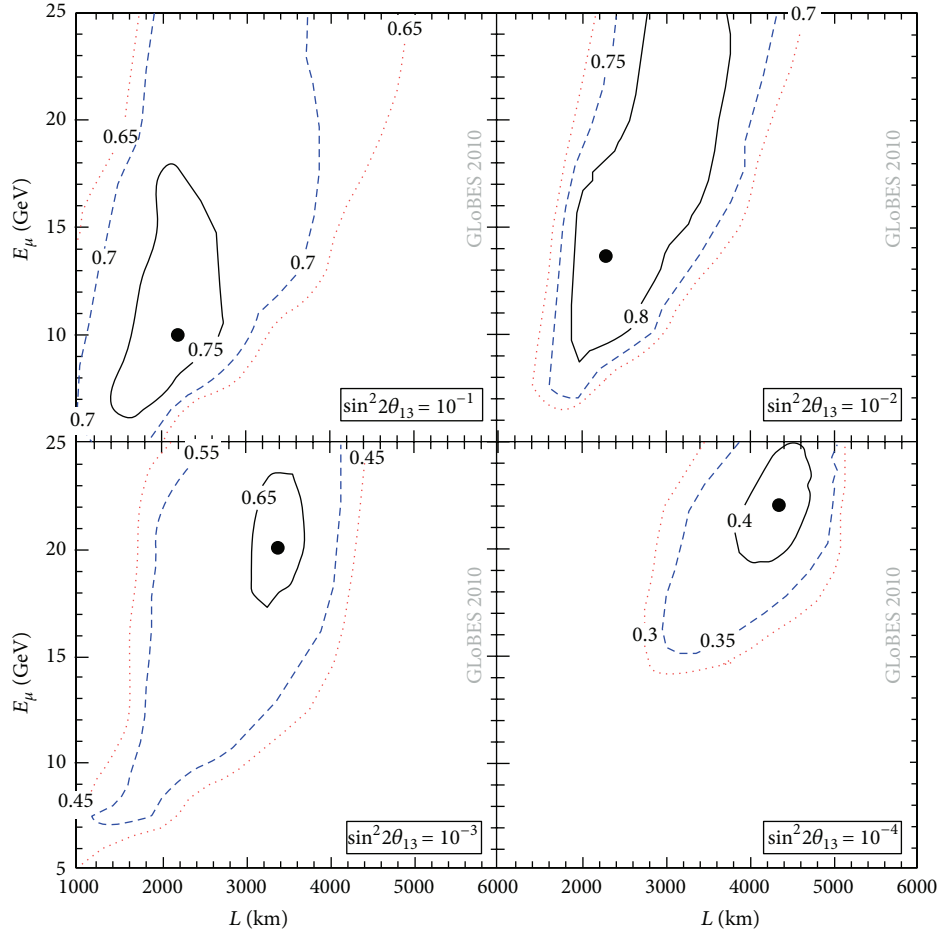 25
20
15
10
E_μ (GeV)
0.65
0.65
0.7
0.7
0.75
0.7
GLoBES 2010
sin²2θ₁₃ = 10⁻¹
0.7
0.75
0.8
GLoBES 2010
sin²2θ₁₃ = 10⁻²
25
20
15
10
5
E_μ (GeV)
0.55
0.45
0.65
0.45
GLoBES 2010
sin²2θ₁₃ = 10⁻³
1000 2000 3000 4000 5000 6000
L (km)
0.4
0.3
0.35
GLoBES 2010
sin²2θ₁₃ = 10⁻⁴
2000 3000 4000 5000 6000
L (km)